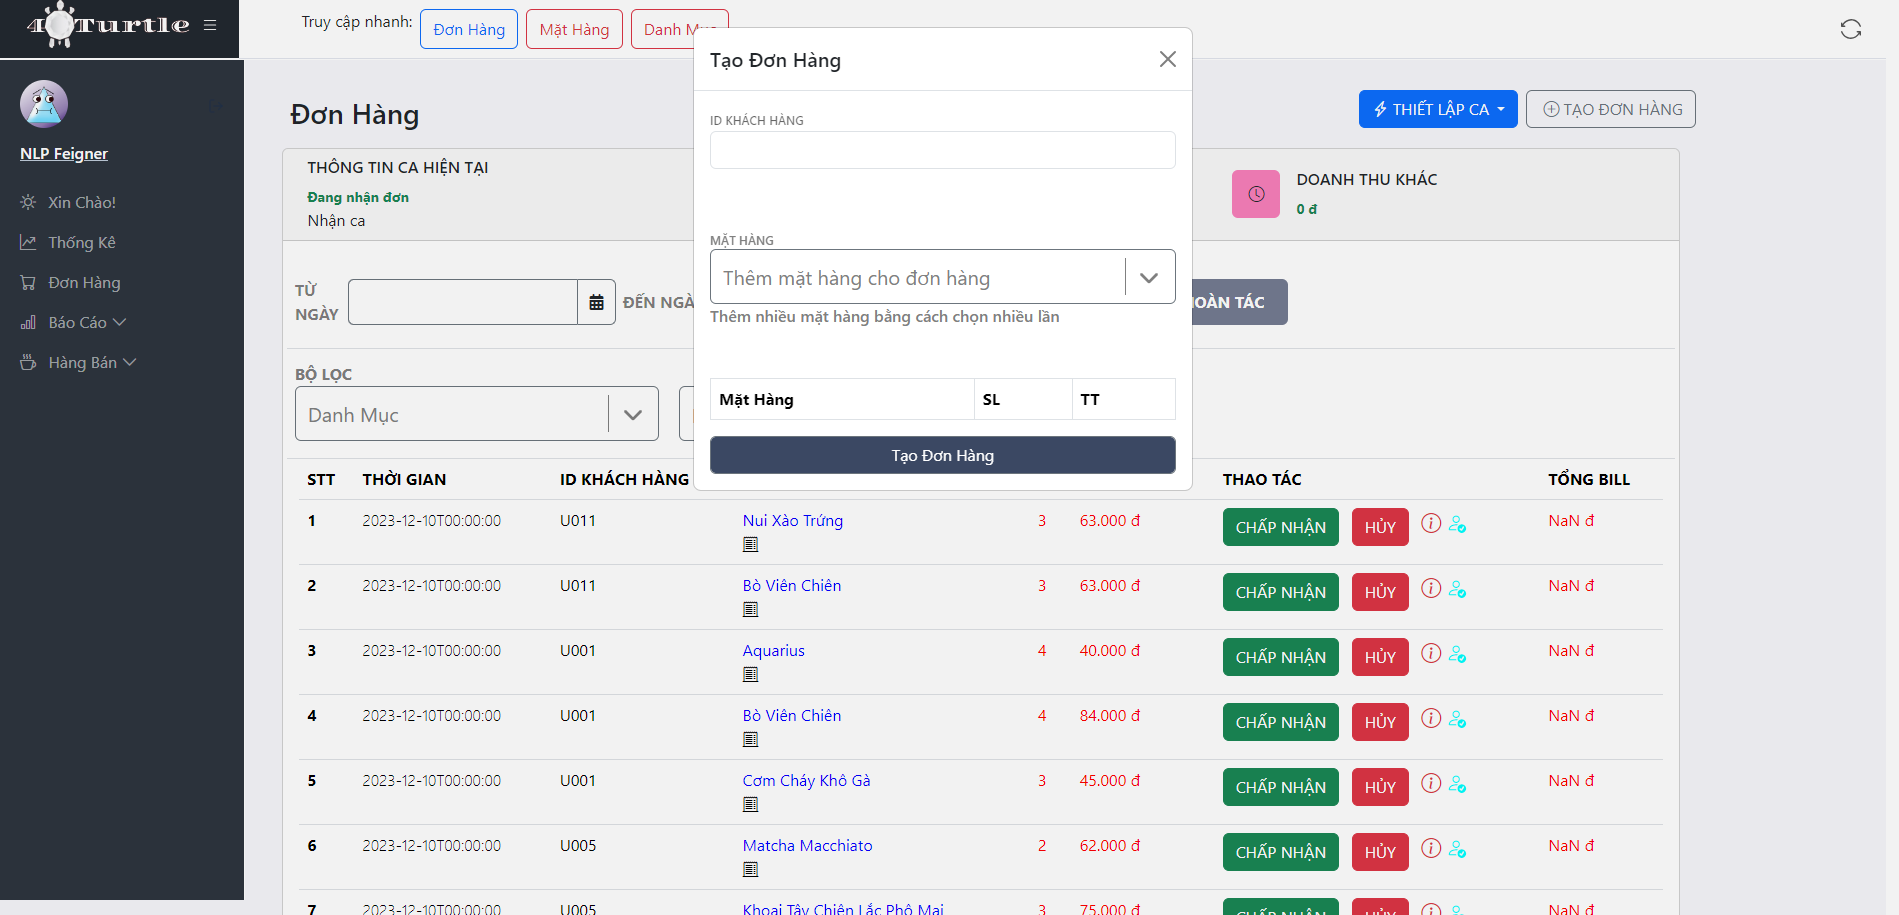 4 Turtle
Truy cập nhanh:
Đơn Hàng
Mặt Hàng
Danh
NLP Feigner
Xin Chào!
Thống Kê
Đơn Hàng
Báo Cáo
Hàng Bán
Đơn Hàng
THIẾT LẬP CA
TẠO ĐƠN HÀNG
THÔNG TIN CA HIỆN TẠI
Đang nhận đơn
Nhận ca
DOANH THU KHÁC
0 đ
TỪ
NGÀY
ĐẾN NGÀ
OÀN TÁC
BỘ LỌC
Danh Mục
Tạo Đơn Hàng
ID KHÁCH HÀNG
MẶT HÀNG
Thêm mặt hàng cho đơn hàng
Thêm nhiều mặt hàng bằng cách chọn nhiều lần
Mặt Hàng SL TT
Tạo Đơn Hàng
STT THỜI GIAN ID KHÁCH HÀNG THAO TÁC TỔNG BILL
1 2023-12-10T00:00:00 U011 Nui Xào Trứng 3 63.000 đ CHẤP NHẬN HỦY NaN đ
2 2023-12-10T00:00:00 U011 Bò Viên Chiên 3 63.000 đ CHẤP NHẬN HỦY NaN đ
3 2023-12-10T00:00:00 U001 Aquarius 4 40.000 đ CHẤP NHẬN HỦY NaN đ
4 2023-12-10T00:00:00 U001 Bò Viên Chiên 4 84.000 đ CHẤP NHẬN HỦY NaN đ
5 2023-12-10T00:00:00 U001 Cơm Cháy Khô Gà 3 45.000 đ CHẤP NHẬN HỦY NaN đ
6 2023-12-10T00:00:00 U005 Matcha Macchiato 2 62.000 đ CHẤP NHẬN HỦY NaN đ
7 2023-12-10T00:00:00 U005 Khoai Tây Chiên Lắc Phô Mai 3 75.000 đ CHẤP NHẬN HỦY NaN đ